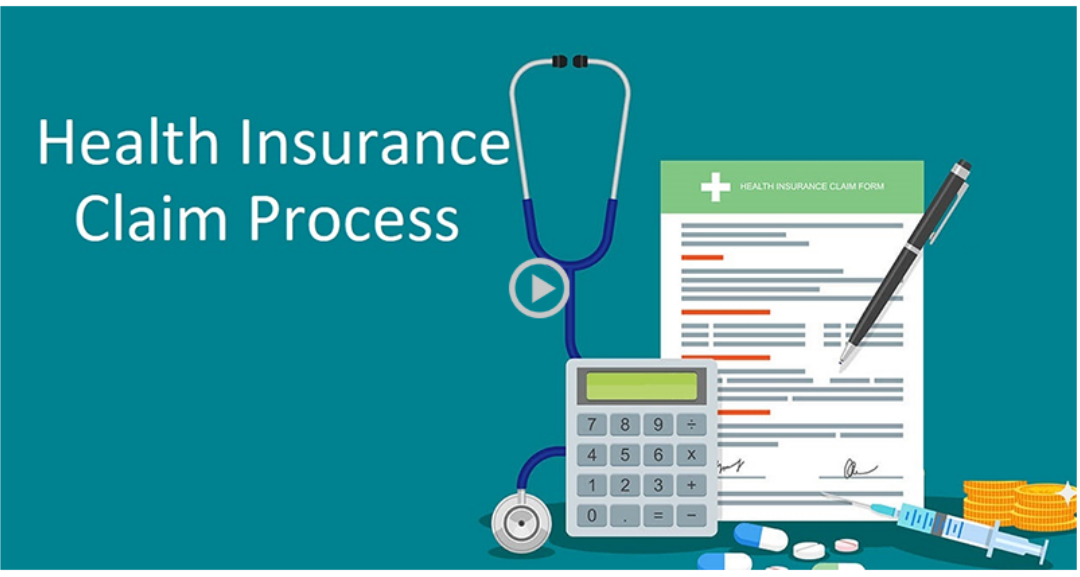 Health Insurance
Claim Process
HEALTH INSURANCE CLAIM FORM
7 8 9 ÷
4 5 6 x
1 2 3 +
0 . = −